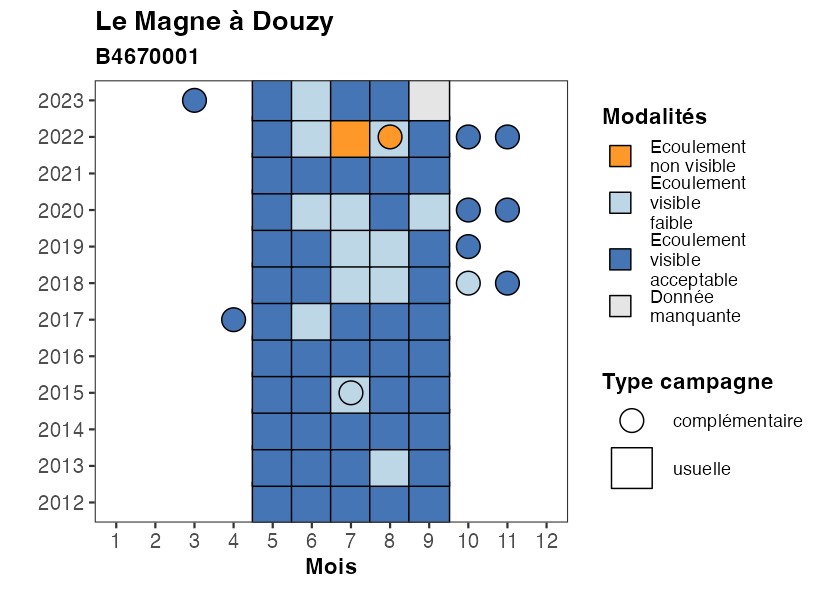 Le Magne à Douzy
B4670001
2023
2022
2021
2020
2019
2018
2017
2016
2015
2014
2013
2012
1 2 3 4 5 6 7 8 9 10 11 12
Mois
Modalités
Ecoulement
non visible
Ecoulement
visible
faible
Ecoulement
visible
acceptable
Donnée
manquante
Type campagne
complémentaire
usuelle